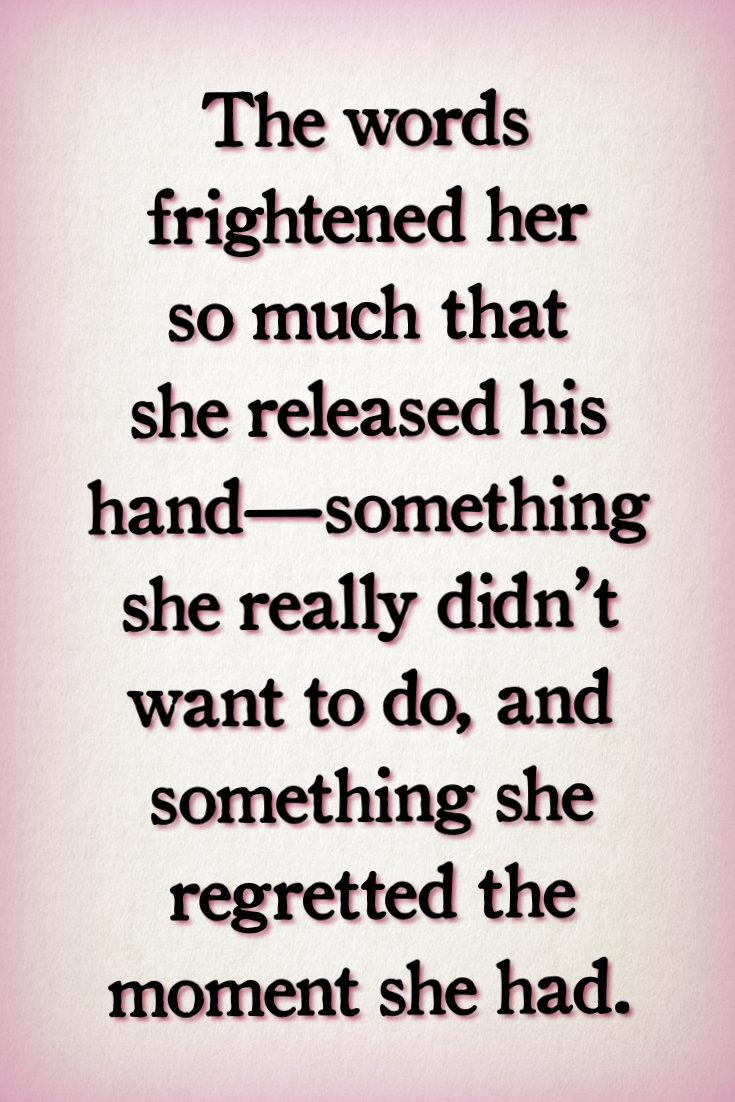 The words
frightened her
so much that
she released his
hand—something
she really didn’t
want to do, and
something she
regretted the
moment she had.